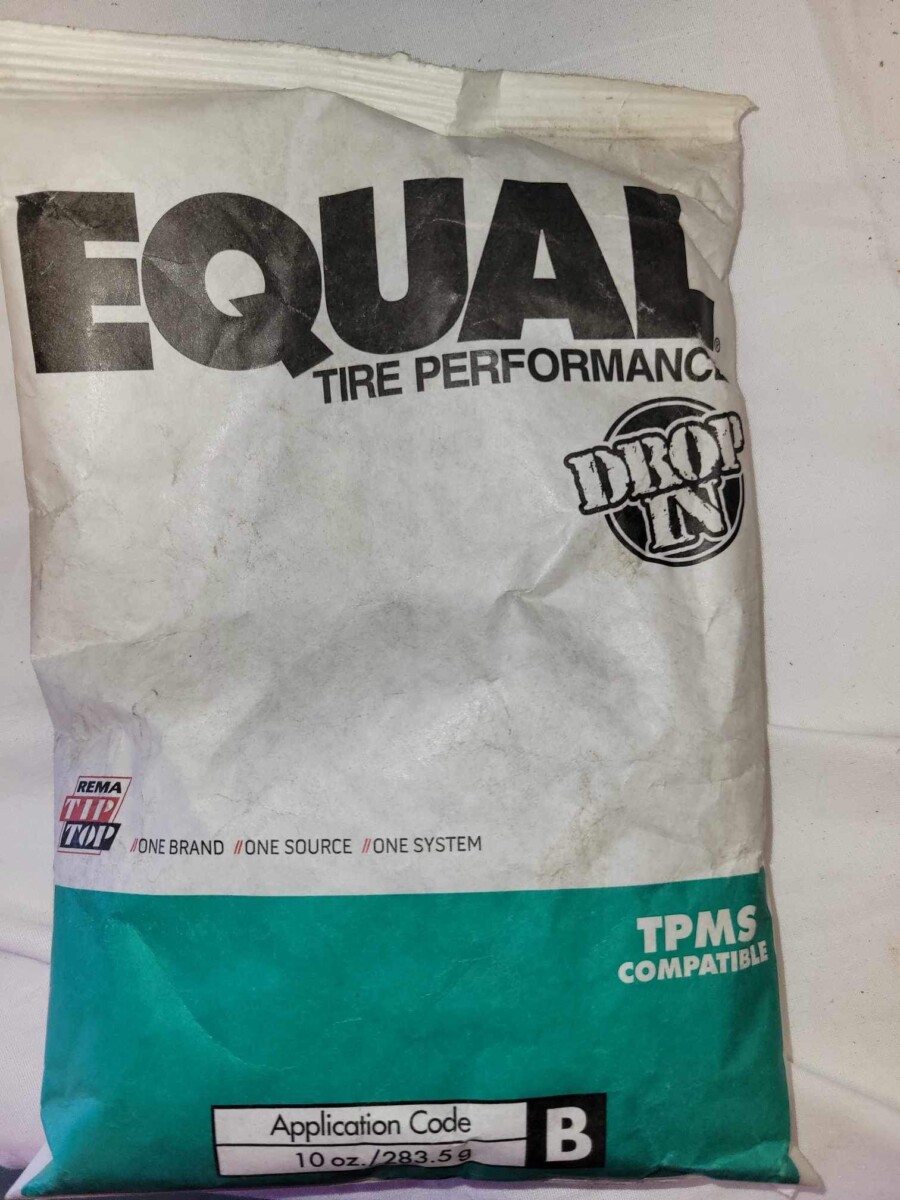 EQUAL®
TIRE PERFORMANCE
DROP
IN
REMA
TIP
TOP
//ONE BRAND //ONE SOURCE //ONE SYSTEM
TPMS
COMPATIBLE
Application Code B
10 oz./283.5 g